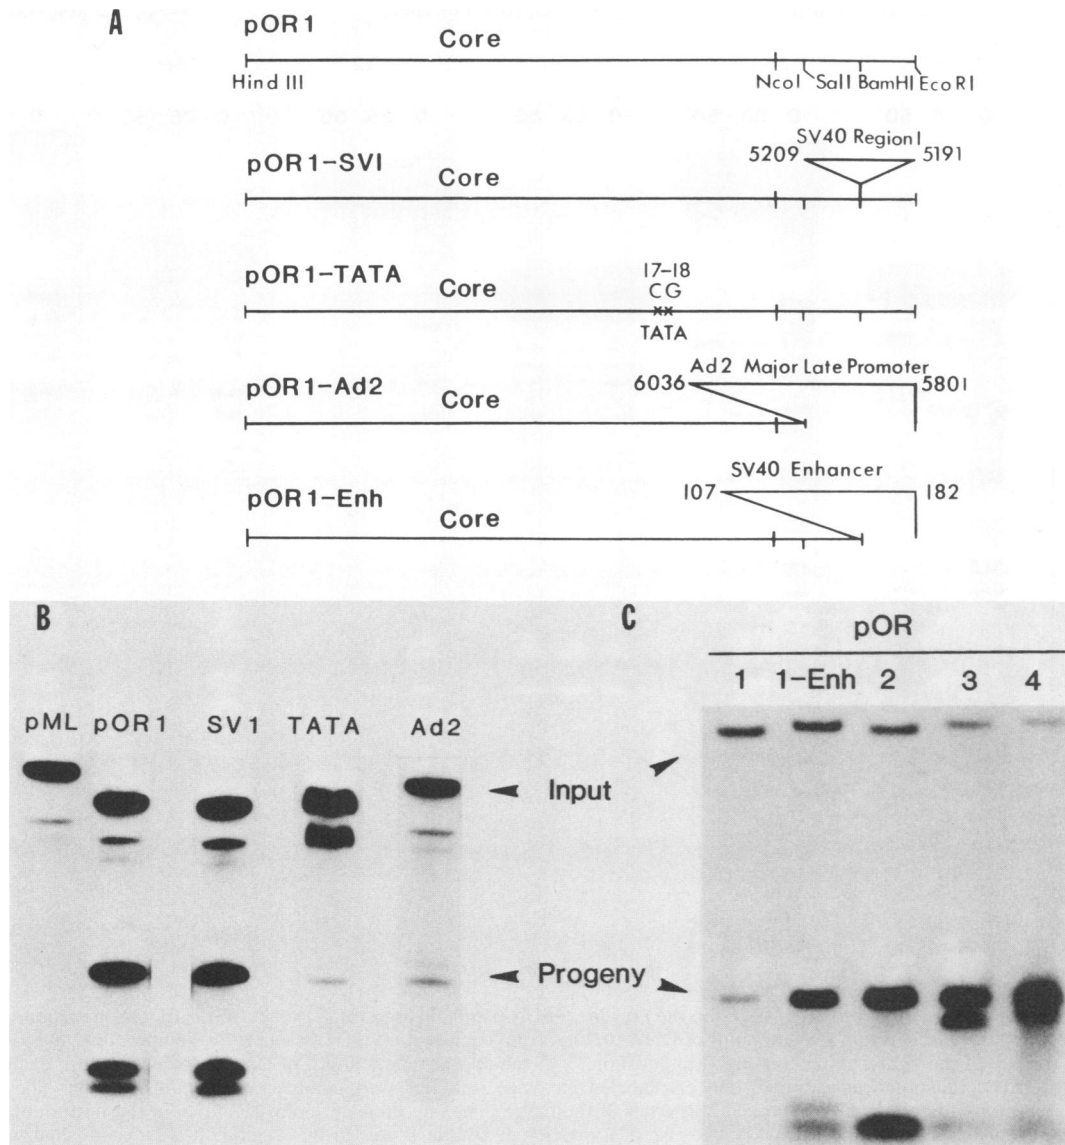 A
pOR1
Core
Hind III
NcoI SalI BamHI EcoRI
SV40 Region I
5209 5191
pOR1-SVI
Core
pOR1-TATA
Core
17-18
CG
TATA
Ad2 Major Late Promoter
6036 5801
pOR1-Ad2
Core
SV40 Enhancer
107 182
pOR1-Enh
Core
B
pML pOR1 SV1 TATA Ad2
Input
Progeny
C
pOR
1 1-Enh 2 3 4